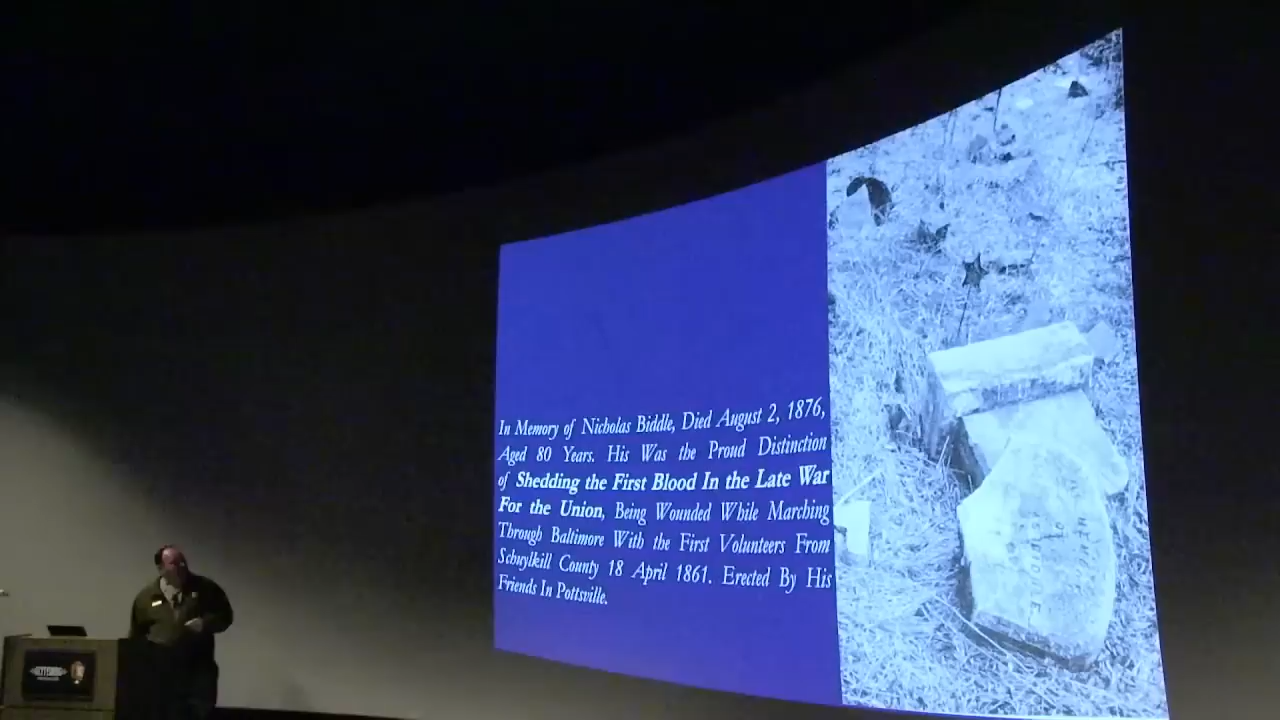 In Memory of Nicholas Biddle, Died August 2, 1876,
Aged 80 Years. His Was the Proud Distinction
of Shedding the First Blood In the Late War
For the Union, Being Wounded While Marching
Through Baltimore With the First Volunteers From
Schuylkill County 18 April 1861. Erected By His
Friends In Pottsville.
GETTYSBURG